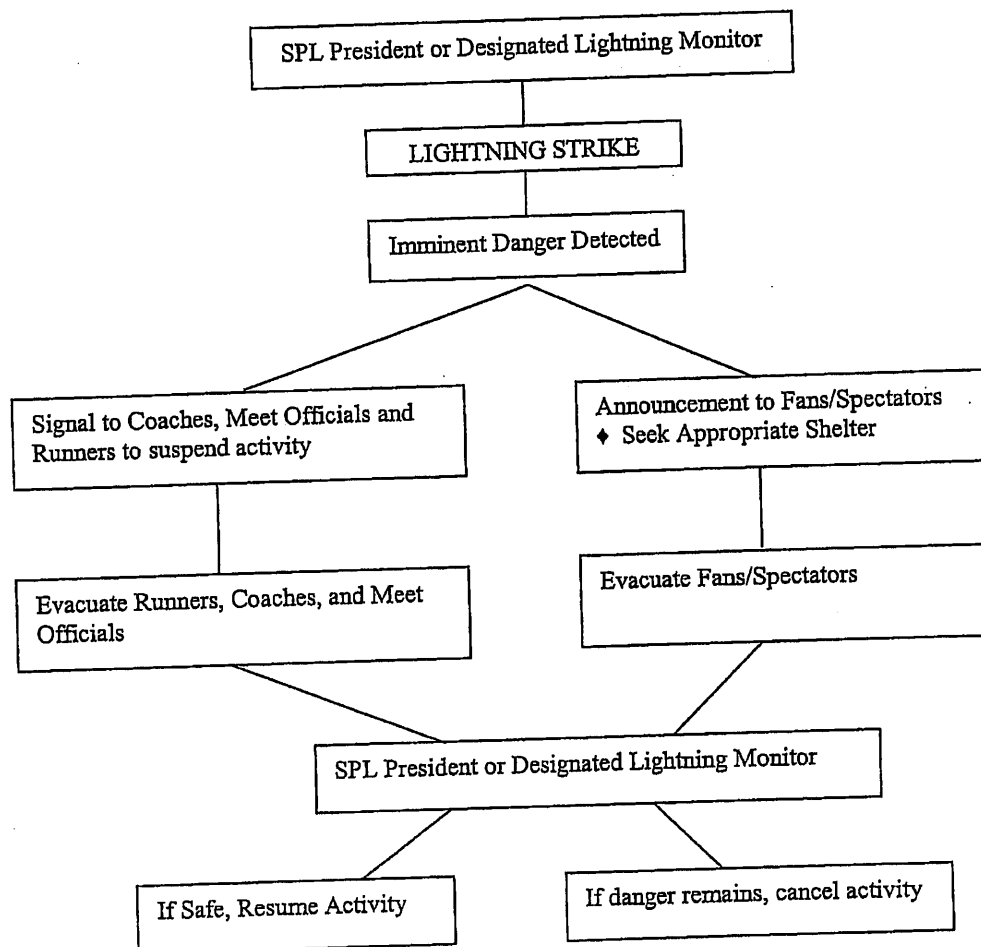 SPL President or Designated Lightning Monitor
LIGHTNING STRIKE
Imminent Danger Detected
Signal to Coaches, Meet Officials and
Runners to suspend activity
Announcement to Fans/Spectators
♦ Seek Appropriate Shelter
Evacuate Runners, Coaches, and Meet
Officials
Evacuate Fans/Spectators
SPL President or Designated Lightning Monitor
If Safe, Resume Activity
If danger remains, cancel activity